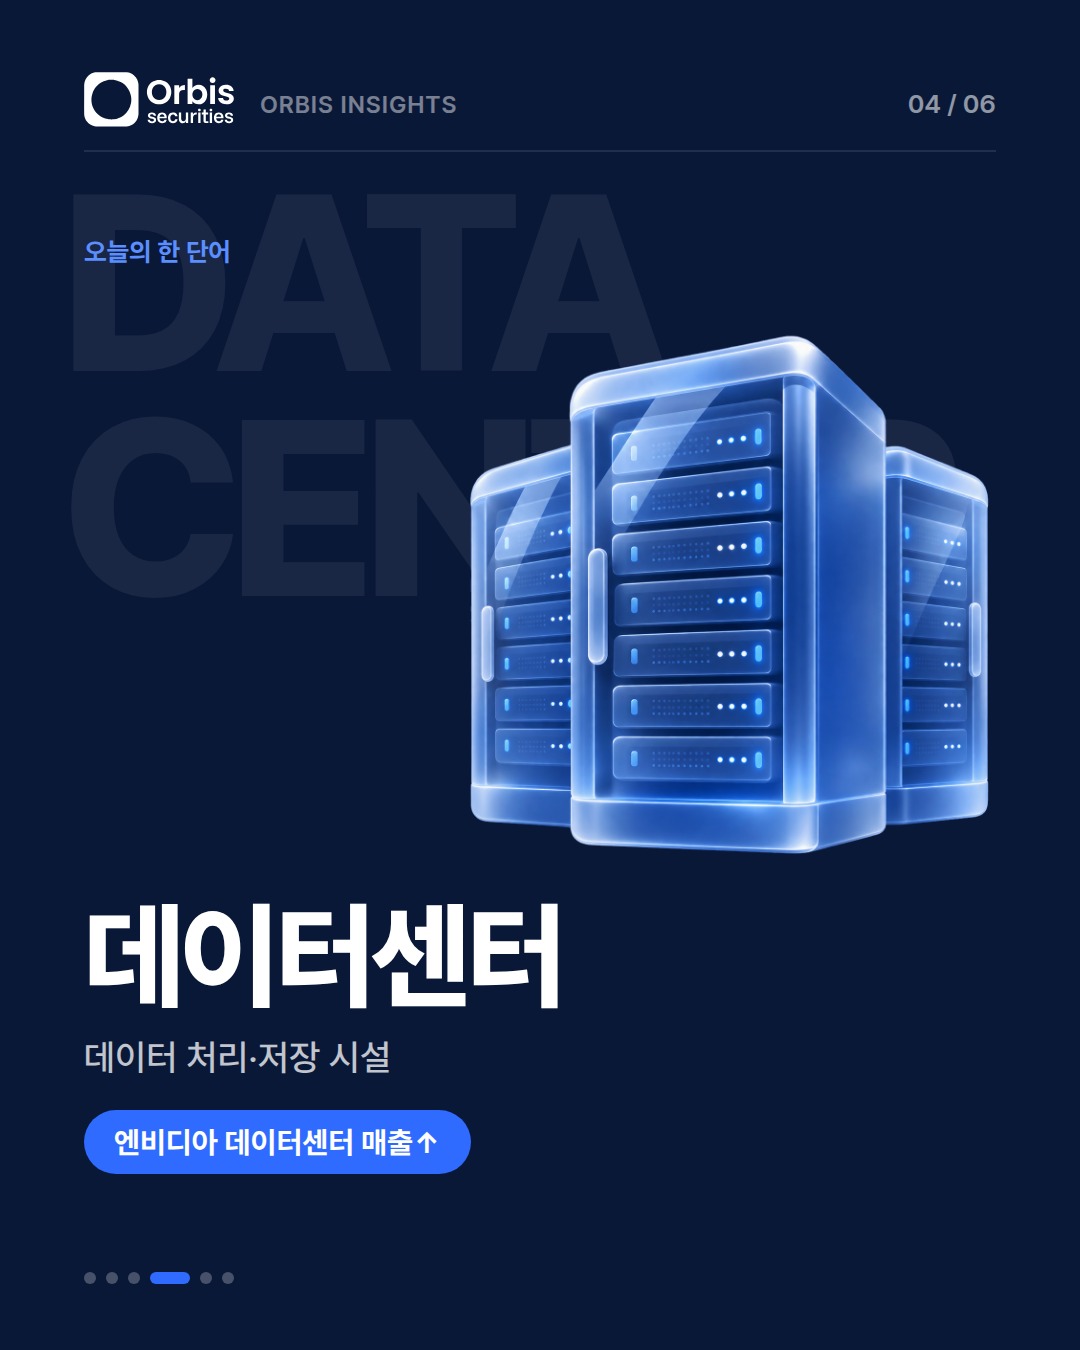 Orbis
securities
ORBIS INSIGHTS
04 / 06
DATA
오늘의 한 단어
CENTER
데이터센터
데이터 처리·저장 시설
엔비디아 데이터센터 매출↑